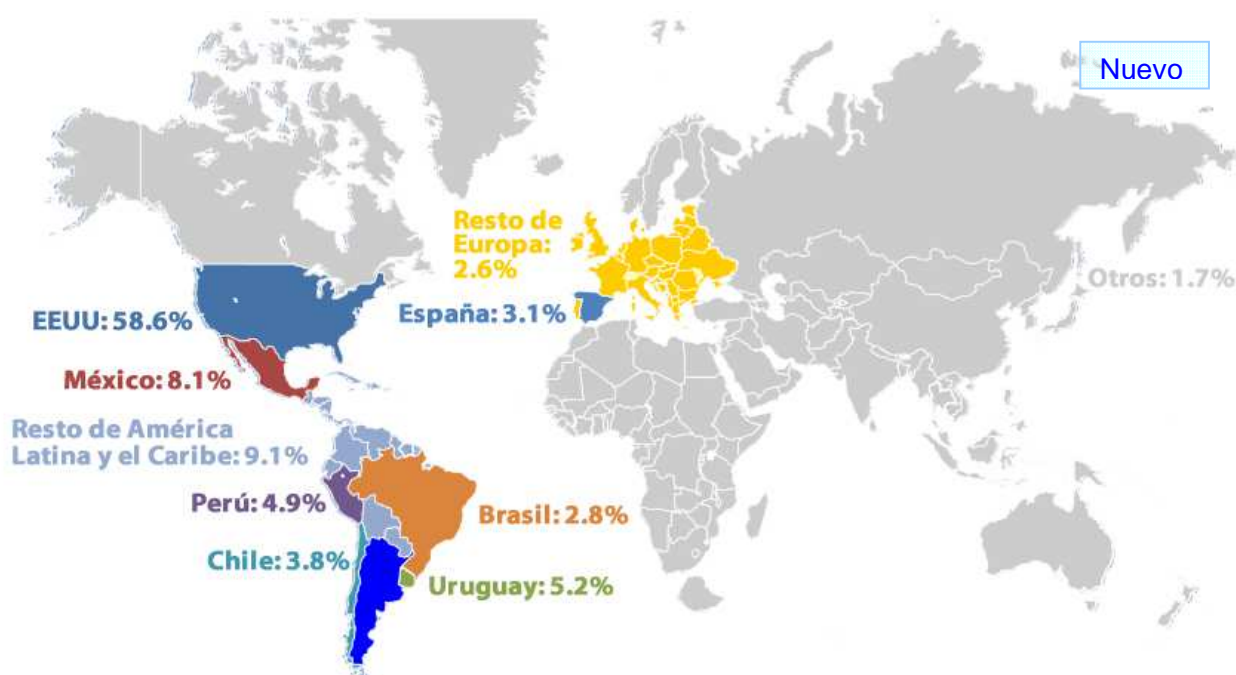 Nuevo
Resto de
Europa:
2.6%
Otros: 1.7%
España: 3.1%
EEUU: 58.6%
México: 8.1%
Resto de América
Latina y el Caribe: 9.1%
Perú: 4.9%
Brasil: 2.8%
Chile: 3.8%
Uruguay: 5.2%